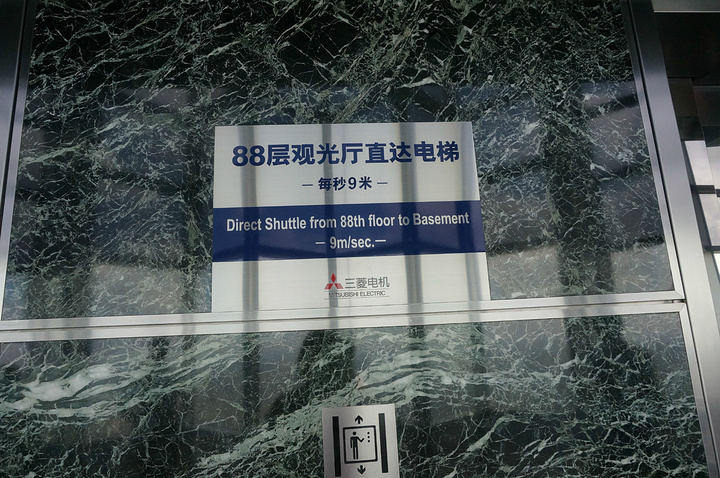 88层观光厅直达电梯
— 每秒9米 —
Direct Shuttle from 88th floor to Basement
— 9m/sec.—
三菱电机
MITSUBISHI ELECTRIC